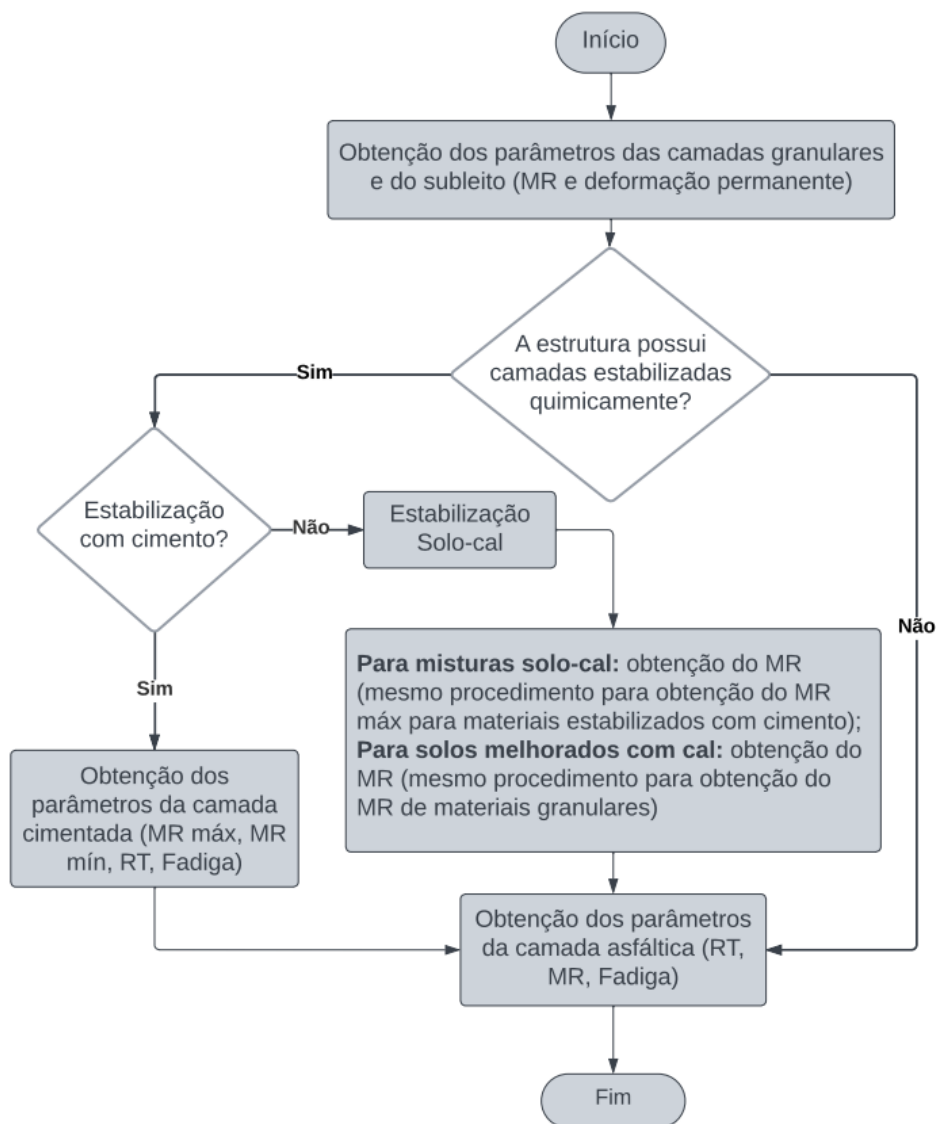 Início
Obtenção dos parâmetros das camadas granulares
e do subleito (MR e deformação permanente)
A estrutura possui
camadas estabilizadas
quimicamente?
Sim
Estabilização
com cimento?
Não
Estabilização
Solo-cal
Não
Para misturas solo-cal: obtenção do MR
(mesmo procedimento para obtenção do MR
máx para materiais estabilizados com cimento);
Para solos melhorados com cal: obtenção do
MR (mesmo procedimento para obtenção do
MR de materiais granulares)
Sim
Obtenção dos
parâmetros da camada
cimentada (MR máx, MR
mín, RT, Fadiga)
Obtenção dos parâmetros
da camada asfáltica (RT,
MR, Fadiga)
Fim